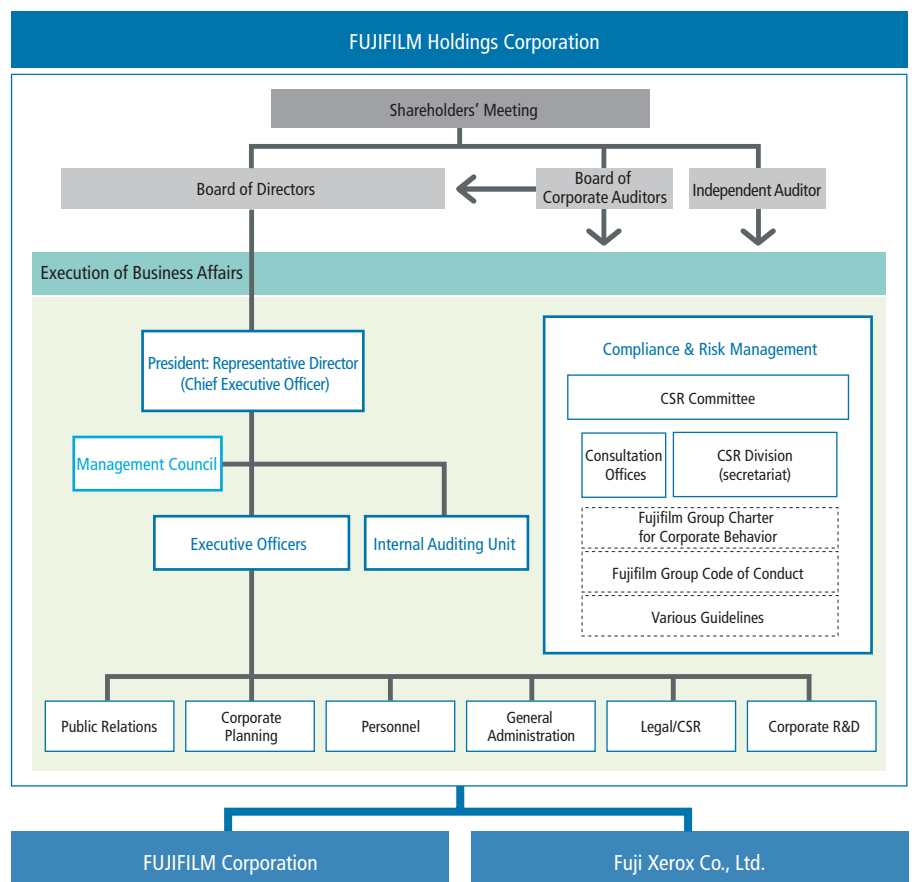 FUJIFILM Holdings Corporation
Shareholders’ Meeting
Board of Directors
Board of
Corporate Auditors
Independent Auditor
Execution of Business Affairs
President: Representative Director
(Chief Executive Officer)
Management Council
Executive Officers
Internal Auditing Unit
Compliance & Risk Management
CSR Committee
Consultation
Offices
CSR Division
(secretariat)
Fujifilm Group Charter
for Corporate Behavior
Fujifilm Group Code of Conduct
Various Guidelines
Public Relations
Corporate
Planning
Personnel
General
Administration
Legal/CSR
Corporate R&D
FUJIFILM Corporation
Fuji Xerox Co., Ltd.